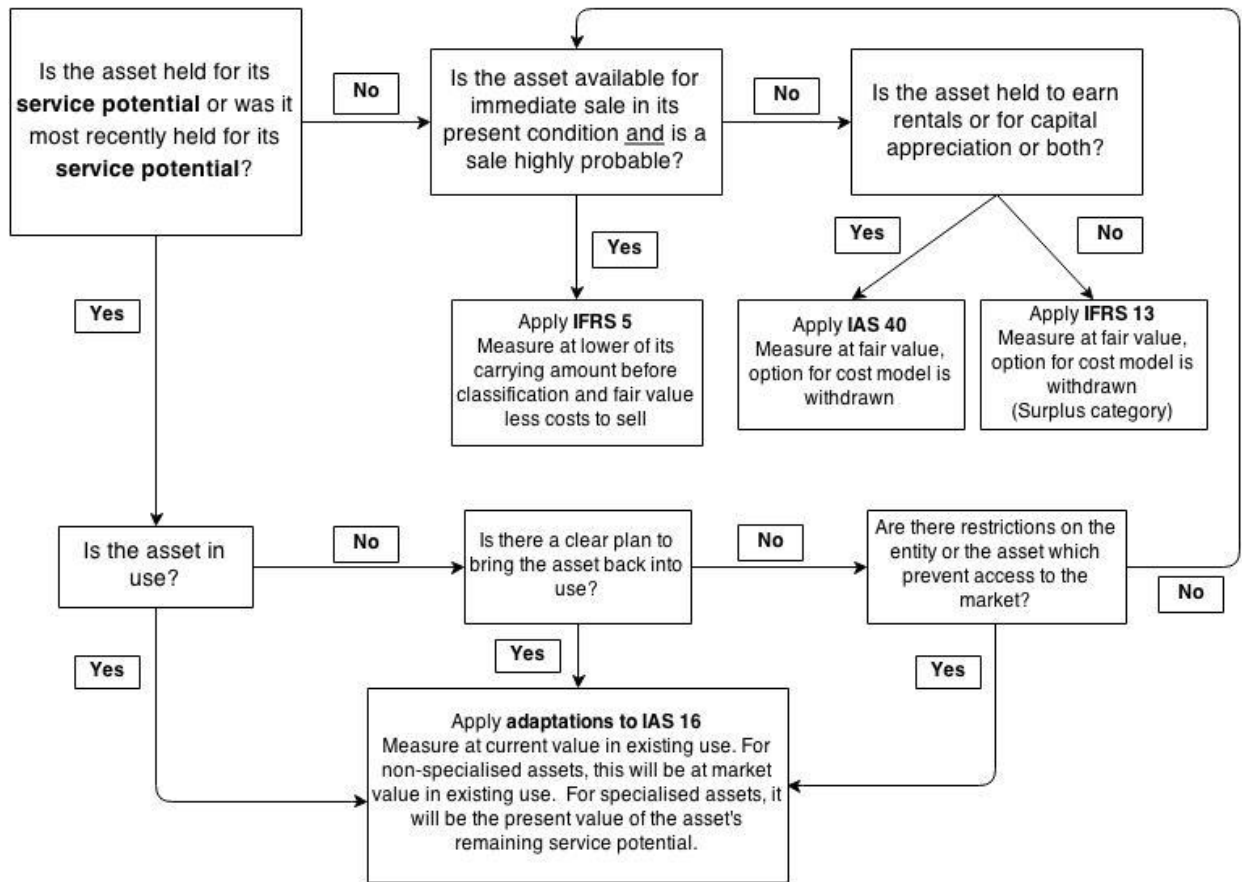 Is the asset held for its
service potential or was it
most recently held for its
service potential?
No
Is the asset available for
immediate sale in its
present condition and is a
sale highly probable?
No
Is the asset held to earn
rentals or for capital
appreciation or both?
Yes
Yes
Yes
No
Apply IFRS 5
Measure at lower of its
carrying amount before
classification and fair value
less costs to sell
Apply IAS 40
Measure at fair value,
option for cost model is
withdrawn
Apply IFRS 13
Measure at fair value,
option for cost model is
withdrawn
(Surplus category)
Is the asset in
use?
No
Is there a clear plan to
bring the asset back into
use?
No
Are there restrictions on the
entity or the asset which
prevent access to the
market?
No
Yes
Yes
Yes
Apply adaptations to IAS 16
Measure at current value in existing use. For
non-specialised assets, this will be at market
value in existing use. For specialised assets, it
will be the present value of the asset's
remaining service potential.